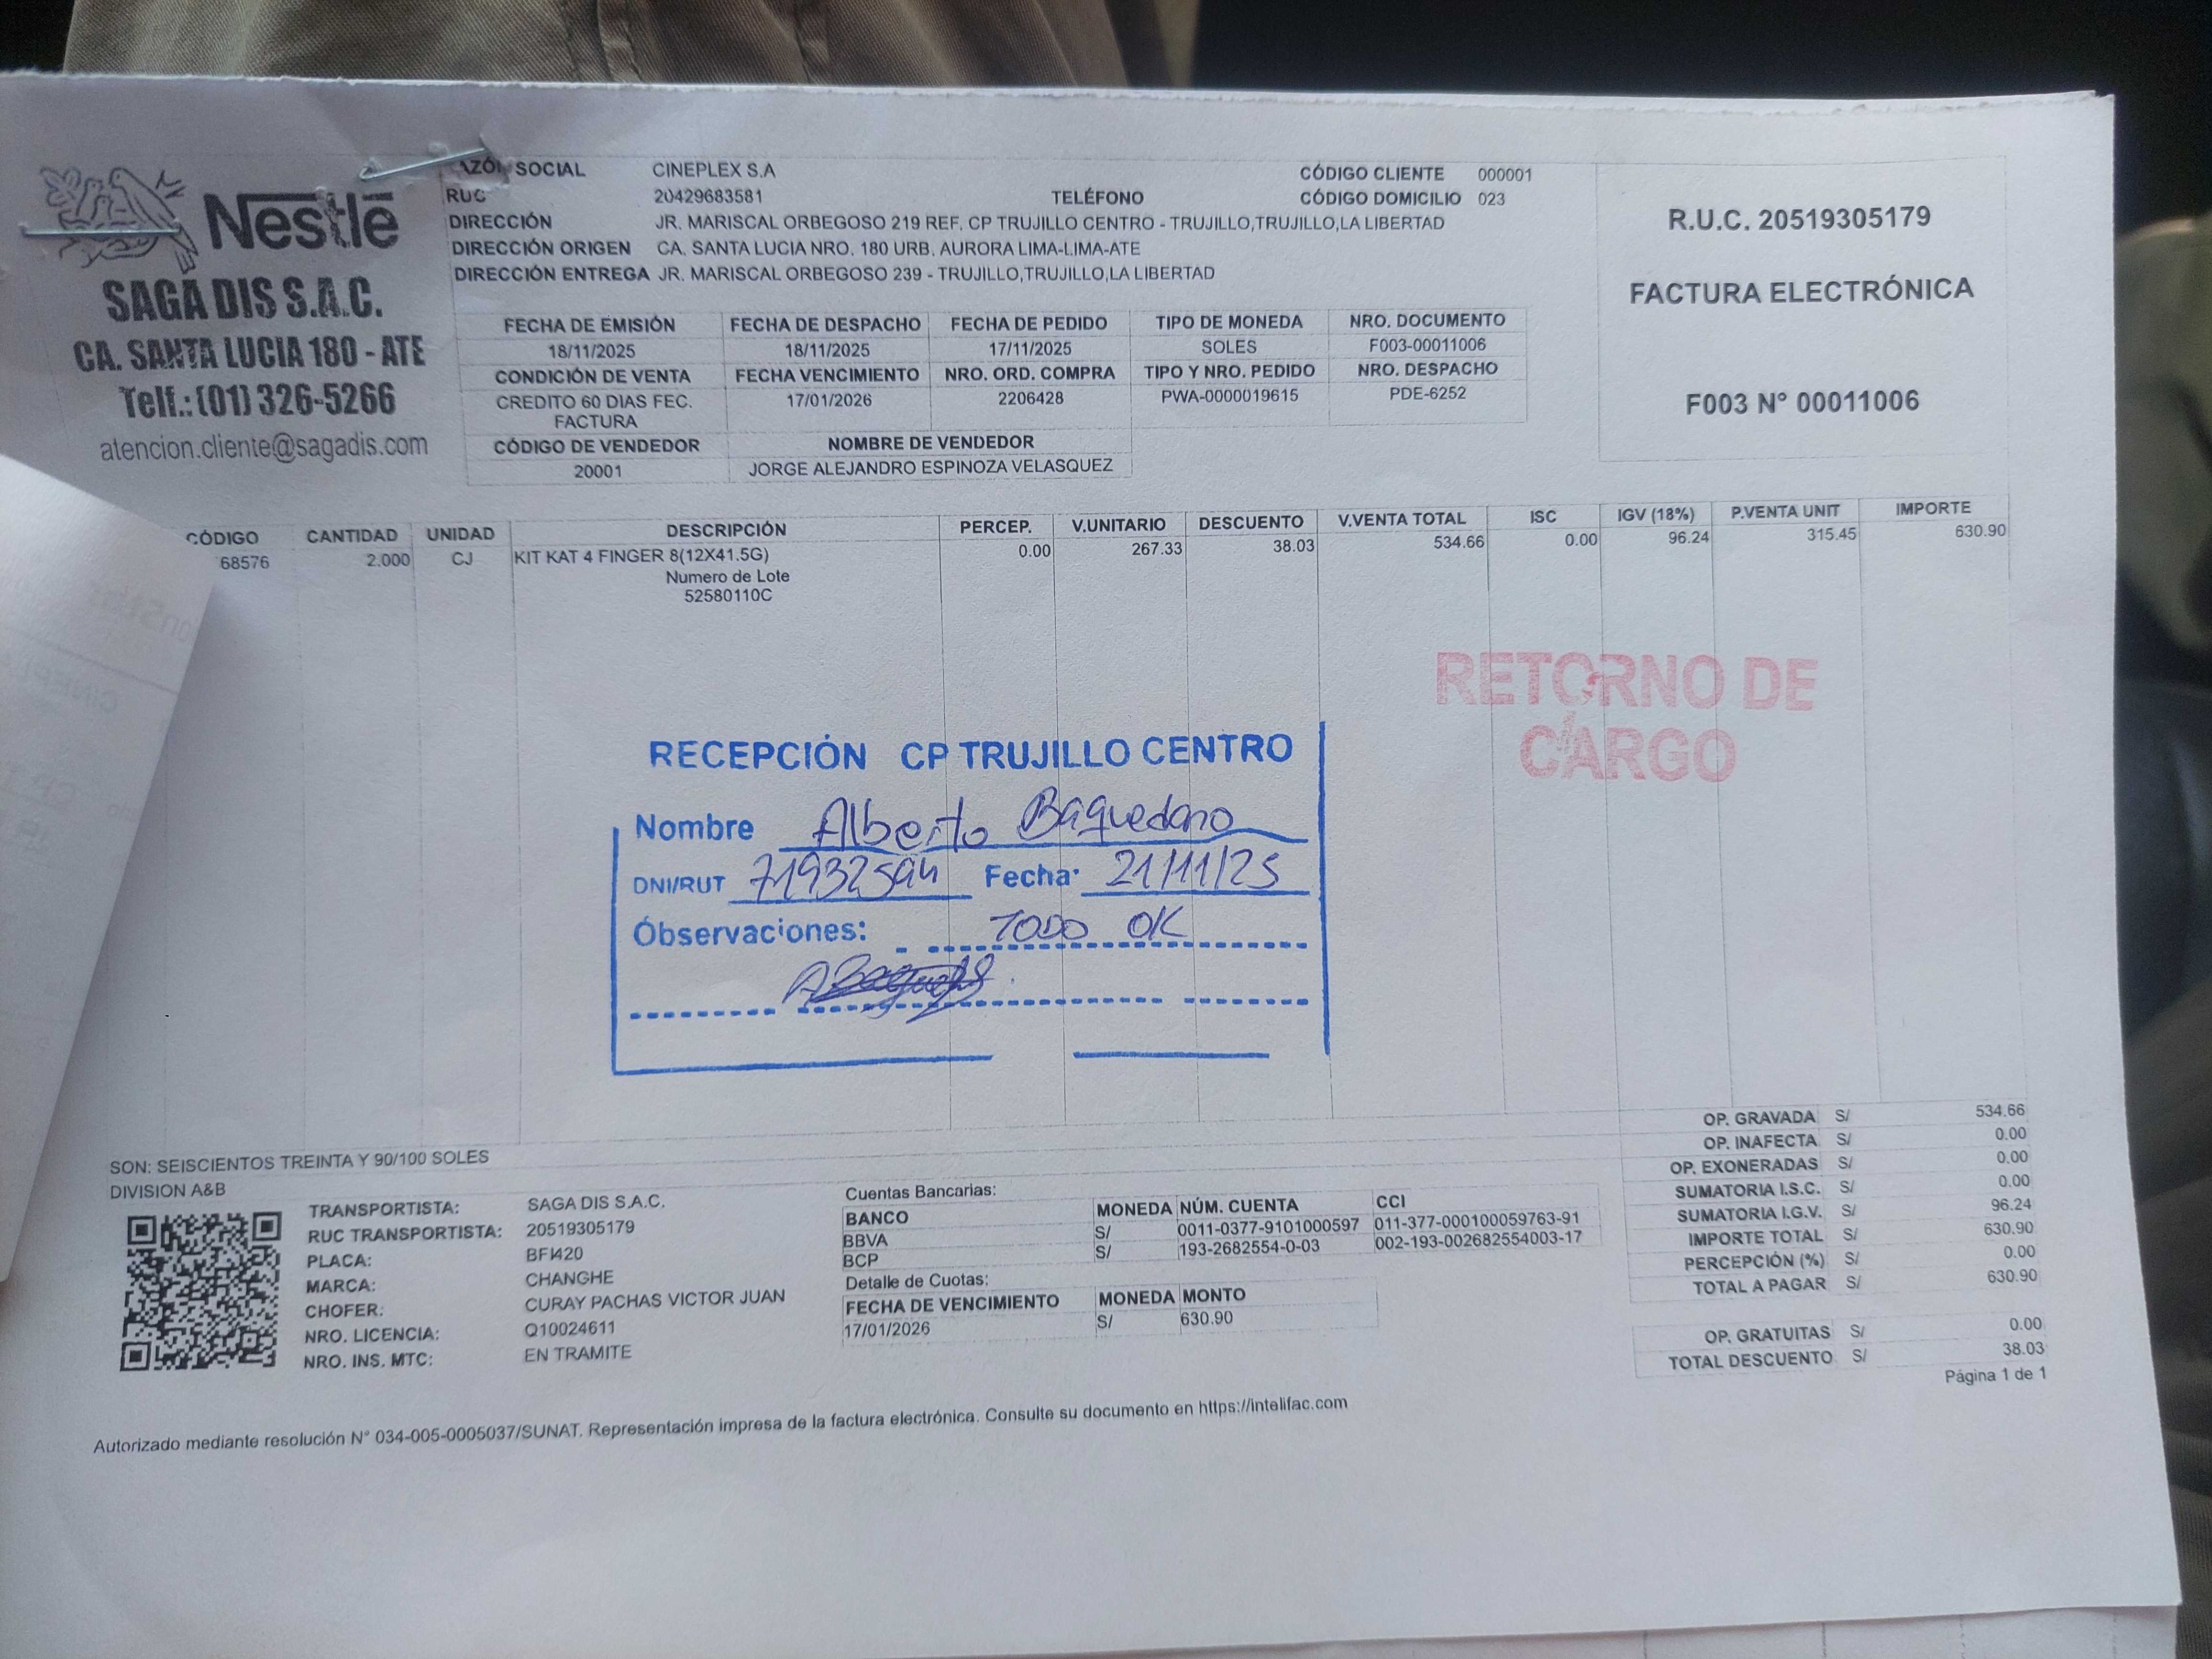 Nestlé
SAGA DIS S.A.C.
CA. SANTA LUCIA 180 - ATE
Telf.: (01) 326-5266
atencion.cliente@sagadis.com
SOCIAL CINEPLEX S.A
RUC 20429683581 TELÉFONO
DIRECCIÓN JR. MARISCAL ORBEGOSO 219 REF. CP TRUJILLO CENTRO - TRUJILLO,TRUJILLO,LA LIBERTAD
DIRECCIÓN ORIGEN CA. SANTA LUCIA NRO. 180 URB. AURORA LIMA-LIMA-ATE
DIRECCIÓN ENTREGA JR. MARISCAL ORBEGOSO 239 - TRUJILLO,TRUJILLO,LA LIBERTAD
CÓDIGO CLIENTE 000001
CÓDIGO DOMICILIO 023
R.U.C. 20519305179
FACTURA ELECTRÓNICA
F003 N° 00011006
FECHA DE EMISIÓN FECHA DE DESPACHO FECHA DE PEDIDO TIPO DE MONEDA NRO. DOCUMENTO
18/11/2025 18/11/2025 17/11/2025 SOLES F003-00011006
CONDICIÓN DE VENTA FECHA VENCIMIENTO NRO. ORD. COMPRA TIPO Y NRO. PEDIDO NRO. DESPACHO
CREDITO 60 DIAS FEC. 17/01/2026 2206428 PWA-0000019615 PDE-6252
FACTURA
CÓDIGO DE VENDEDOR NOMBRE DE VENDEDOR
20001 JORGE ALEJANDRO ESPINOZA VELASQUEZ
CÓDIGO CANTIDAD UNIDAD DESCRIPCIÓN PERCEP. V.UNITARIO DESCUENTO V.VENTA TOTAL ISC IGV (18%) P.VENTA UNIT IMPORTE
68576 2.000 CJ KIT KAT 4 FINGER 8(12X41.5G) 0.00 267.33 38.03 534.66 0.00 96.24 315.45 630.90
Numero de Lote
52580110C
RETORNO DE
CARGO
RECEPCIÓN CP TRUJILLO CENTRO
Nombre Alberto Baquedano
DNI/RUT 71932594 Fecha: 21/11/25
Observaciones: TODO OK
OP. GRAVADA S/ 534.66
OP. INAFECTA S/ 0.00
OP. EXONERADAS S/ 0.00
SUMATORIA I.S.C. S/ 0.00
SUMATORIA I.G.V. S/ 96.24
IMPORTE TOTAL S/ 630.90
PERCEPCIÓN (%) S/ 0.00
TOTAL A PAGAR S/ 630.90
OP. GRATUITAS S/ 0.00
TOTAL DESCUENTO S/ 38.03
Página 1 de 1
SON: SEISCIENTOS TREINTA Y 90/100 SOLES
DIVISION A&B
TRANSPORTISTA: SAGA DIS S.A.C.
RUC TRANSPORTISTA: 20519305179
PLACA: BFI420
MARCA: CHANGHE
CHOFER: CURAY PACHAS VICTOR JUAN
NRO. LICENCIA: Q10024611
NRO. INS. MTC: EN TRAMITE
Cuentas Bancarias:
BANCO MONEDA NÚM. CUENTA CCI
BBVA S/ 0011-0377-9101000597 011-377-000100059763-91
BCP S/ 193-2682554-0-03 002-193-002682554003-17
Detalle de Cuotas:
FECHA DE VENCIMIENTO MONEDA MONTO
17/01/2026 S/ 630.90
Autorizado mediante resolución N° 034-005-0005037/SUNAT. Representación impresa de la factura electrónica. Consulte su documento en https://intelifac.com